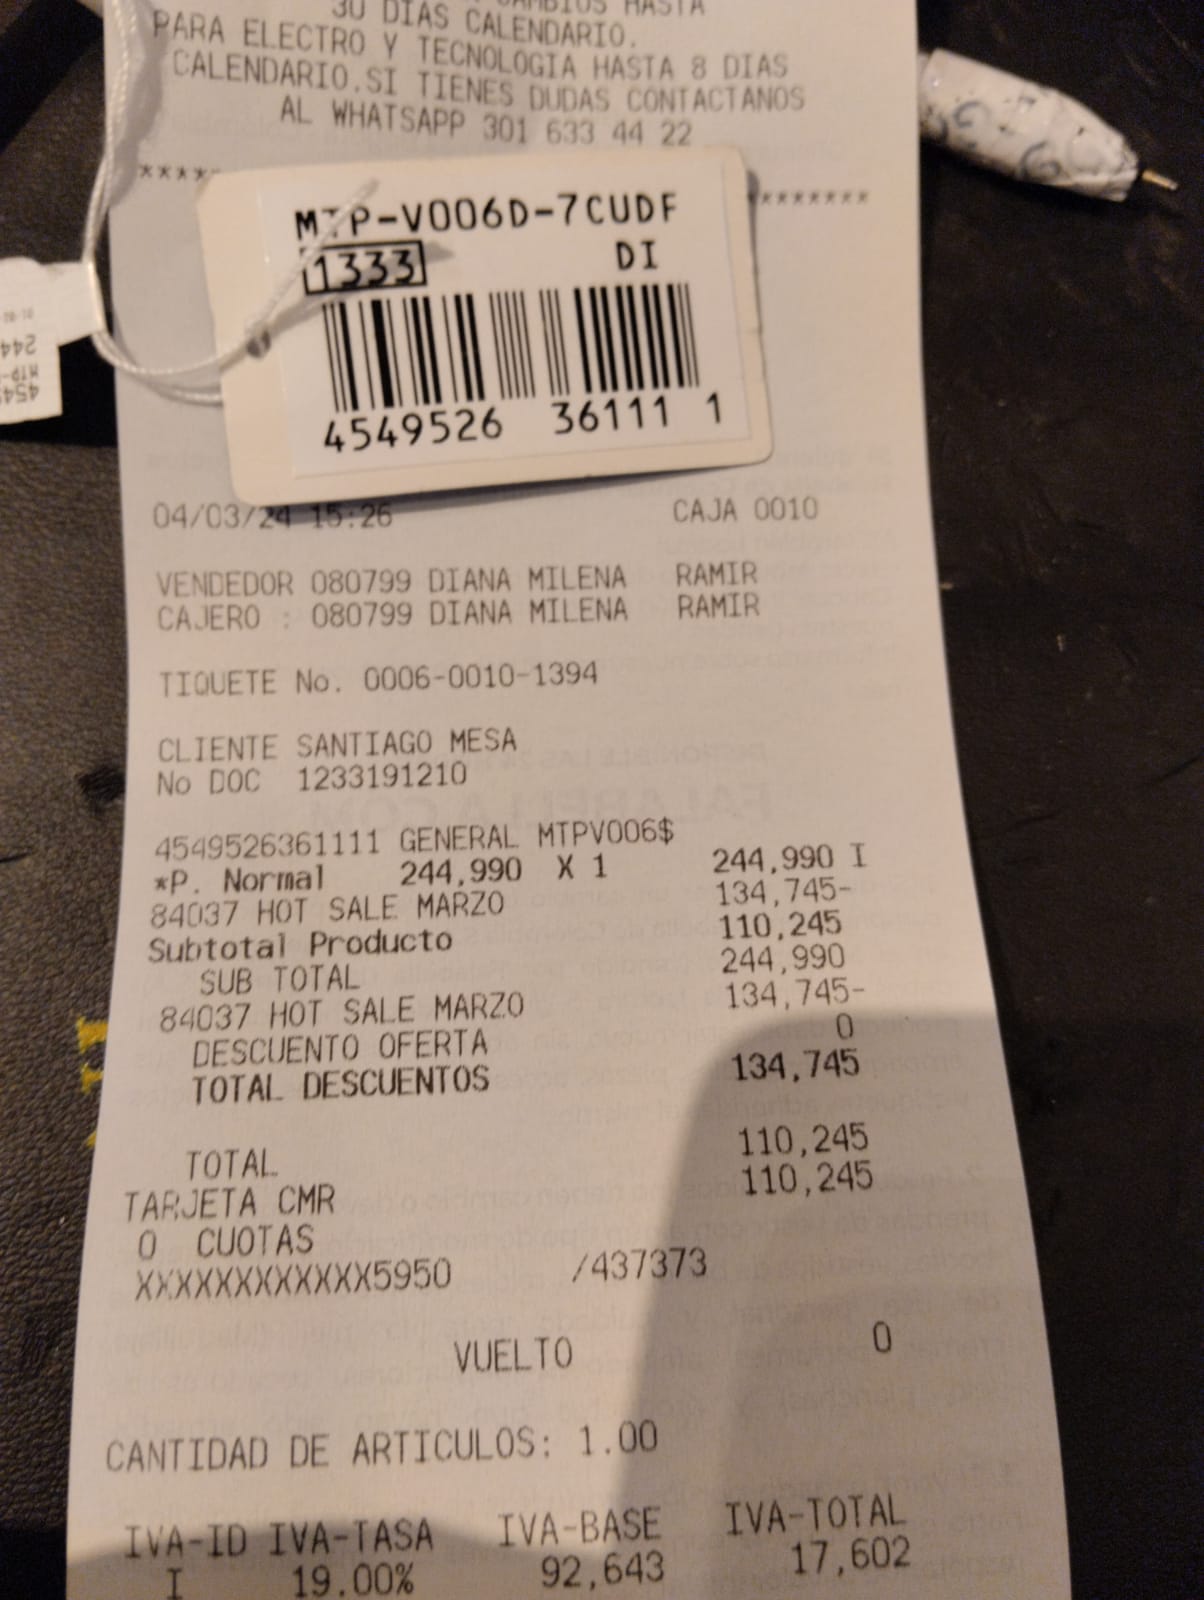 CAMBIOS HASTA
30 DIAS CALENDARIO.
PARA ELECTRO Y TECNOLOGIA HASTA 8 DIAS
CALENDARIO.SI TIENES DUDAS CONTACTANOS
AL WHATSAPP 301 633 44 22
MTP-V006D-7CUDF
1333 DI
4549526 36111 1
244
MTP-
454
04/03/24 15:26 CAJA 0010
VENDEDOR 080799 DIANA MILENA RAMIR
CAJERO : 080799 DIANA MILENA RAMIR
TIQUETE No. 0006-0010-1394
CLIENTE SANTIAGO MESA
No DOC 1233191210
4549526361111 GENERAL MTPV006$
*P. Normal 244,990 X 1 244,990 I
84037 HOT SALE MARZO 134,745-
Subtotal Producto 110,245
SUB TOTAL 244,990
84037 HOT SALE MARZO 134,745-
DESCUENTO OFERTA 0
TOTAL DESCUENTOS 134,745
TOTAL 110,245
TARJETA CMR 110,245
0 CUOTAS
XXXXXXXXXXXX5950 /437373
VUELTO 0
CANTIDAD DE ARTICULOS: 1.00
IVA-ID IVA-TASA IVA-BASE IVA-TOTAL
I 19.00% 92,643 17,602